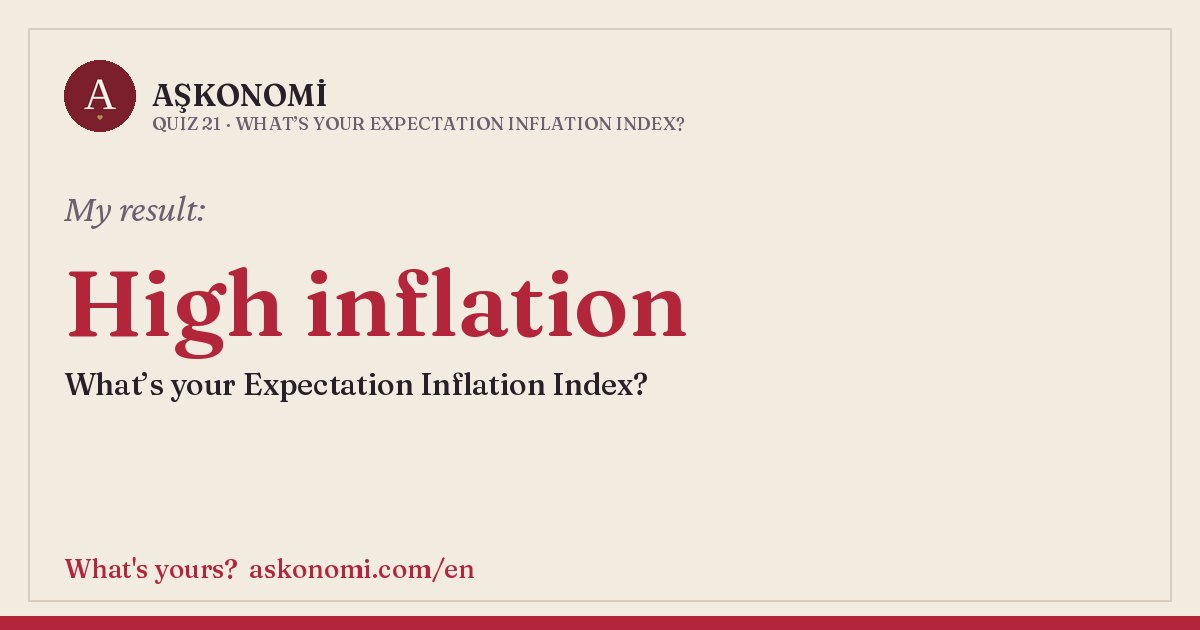 A
AŞKONOMİ
QUIZ 21 · WHAT’S YOUR EXPECTATION INFLATION INDEX?
My result:
High inflation
What’s your Expectation Inflation Index?
What's yours? askonomi.com/en